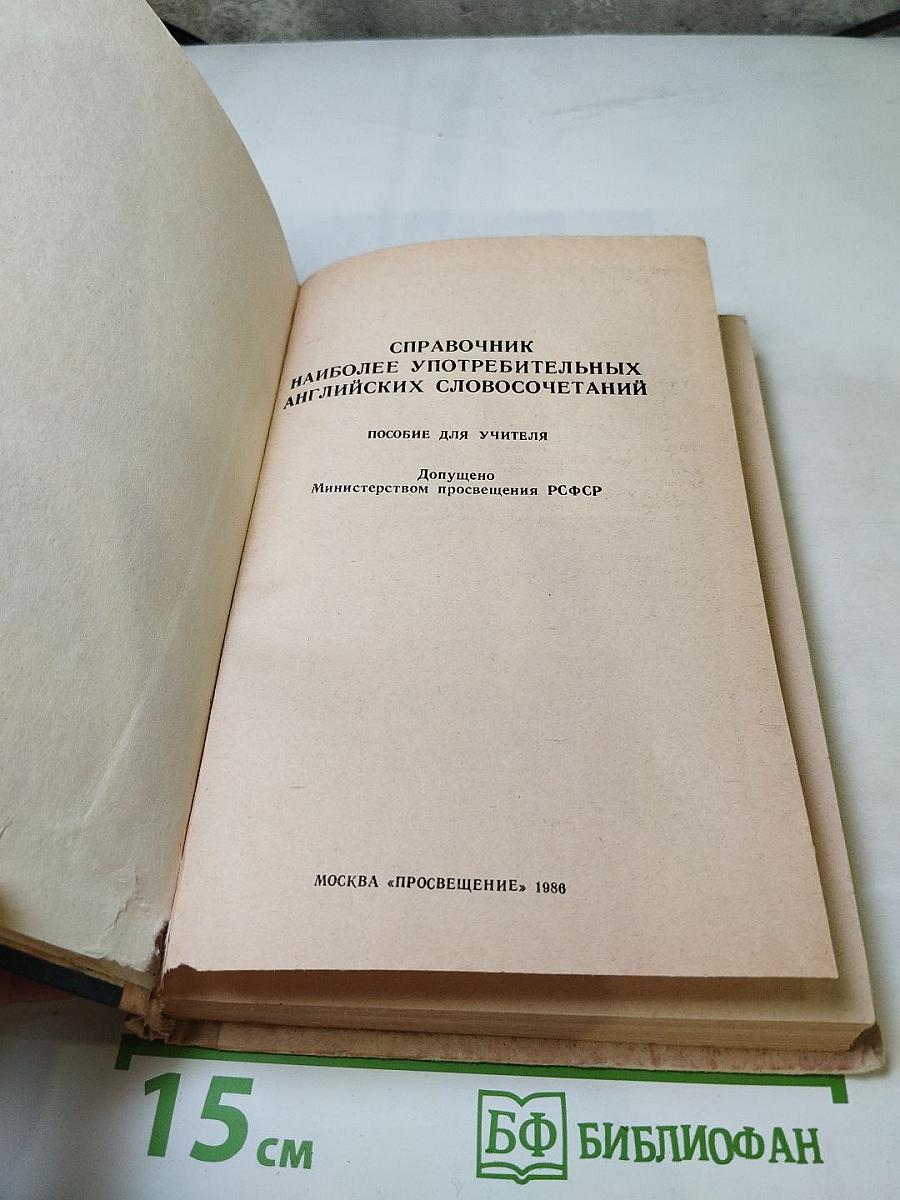 СПРАВОЧНИК
НАИБОЛЕЕ УПОТРЕБИТЕЛЬНЫХ
АНГЛИЙСКИХ СЛОВОСОЧЕТАНИЙ
ПОСОБИЕ ДЛЯ УЧИТЕЛЯ
Допущено
Министерством просвещения РСФСР
МОСКВА «ПРОСВЕЩЕНИЕ» 1986
15 см
БФ БИБЛИОФАН